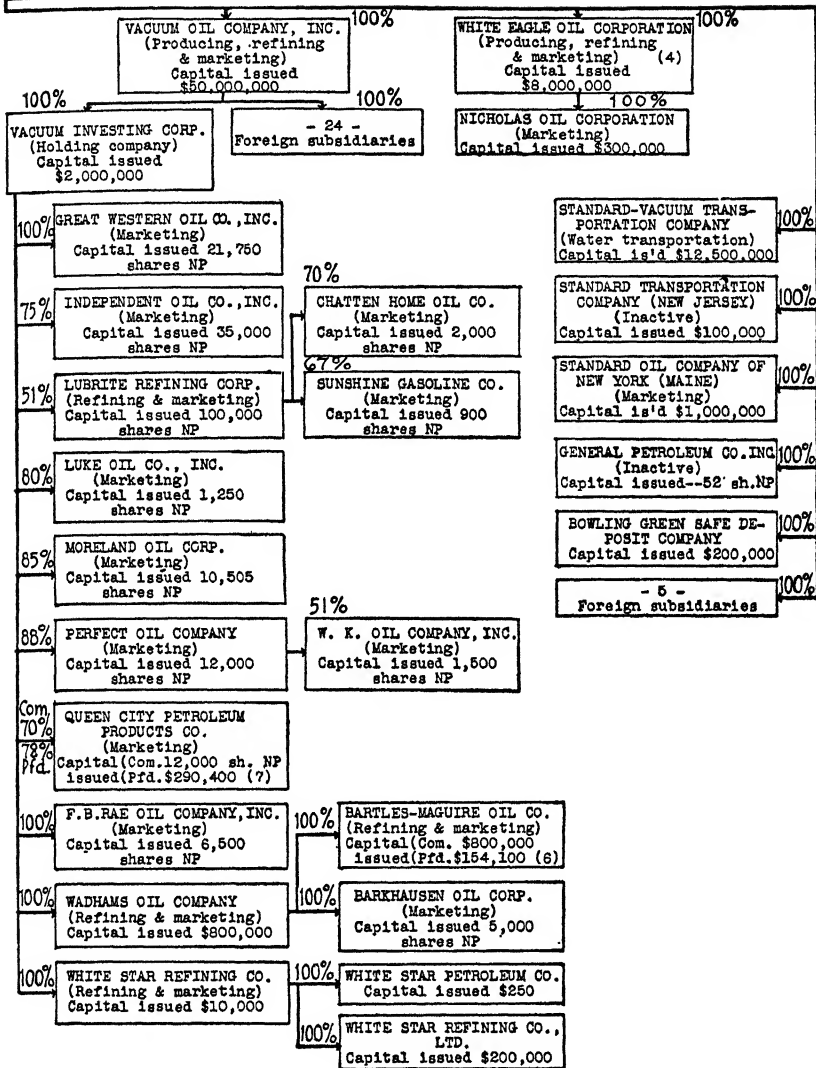 100%
VACUUM OIL COMPANY, INC.
(Producing, refining
& marketing)
Capital issued
$50,000,000
100%
WHITE EAGLE OIL CORPORATION
(Producing, refining
& marketing) (4)
Capital issued
$8,000,000
100%
VACUUM INVESTING CORP.
(Holding company)
Capital issued
$2,000,000
100%
- 24 -
Foreign subsidiaries
100%
NICHOLAS OIL CORPORATION
(Marketing)
Capital issued $300,000
100%
GREAT WESTERN OIL CO.,INC.
(Marketing)
Capital issued 21,750
shares NP
75%
INDEPENDENT OIL CO.,INC.
(Marketing)
Capital issued 35,000
shares NP
51%
LUBRITE REFINING CORP.
(Refining & marketing)
Capital issued 100,000
shares NP
70%
CHATTEN HOME OIL CO.
(Marketing)
Capital issued 2,000
shares NP
67%
SUNSHINE GASOLINE CO.
(Marketing)
Capital issued 900
shares NP
80%
LUKE OIL CO., INC.
(Marketing)
Capital issued 1,250
shares NP
85%
MORELAND OIL CORP.
(Marketing)
Capital issued 10,505
shares NP
88%
PERFECT OIL COMPANY
(Marketing)
Capital issued 12,000
shares NP
51%
W. K. OIL COMPANY, INC.
(Marketing)
Capital issued 1,500
shares NP
Com.
70%
78%
Pfd.
QUEEN CITY PETROLEUM
PRODUCTS CO.
(Marketing)
Capital(Com.12,000 sh. NP
issued(Pfd.$290,400 (7)
100%
F.B.RAE OIL COMPANY,INC.
(Marketing)
Capital issued 6,500
shares NP
100%
WADHAMS OIL COMPANY
(Refining & marketing)
Capital issued $800,000
100%
BARTLES-MAGUIRE OIL CO.
(Refining & marketing)
Capital(Com. $800,000
issued(Pfd.$154,100 (6)
100%
BARKHAUSEN OIL CORP.
(Marketing)
Capital issued 5,000
shares NP
100%
WHITE STAR REFINING CO.
(Refining & marketing)
Capital issued $10,000
100%
WHITE STAR PETROLEUM CO.
Capital issued $250
100%
WHITE STAR REFINING CO.,
LTD.
Capital issued $200,000
STANDARD-VACUUM TRANS-
PORTATION COMPANY
(Water transportation)
Capital is'd $12,500,000
100%
STANDARD TRANSPORTATION
COMPANY (NEW JERSEY)
(Inactive)
Capital issued $100,000
100%
STANDARD OIL COMPANY OF
NEW YORK (MAINE)
(Marketing)
Capital is'd $1,000,000
100%
GENERAL PETROLEUM CO.INC
(Inactive)
Capital issued--52 sh.NP
100%
BOWLING GREEN SAFE DE-
POSIT COMPANY
Capital issued $200,000
100%
- 5 -
Foreign subsidiaries
100%